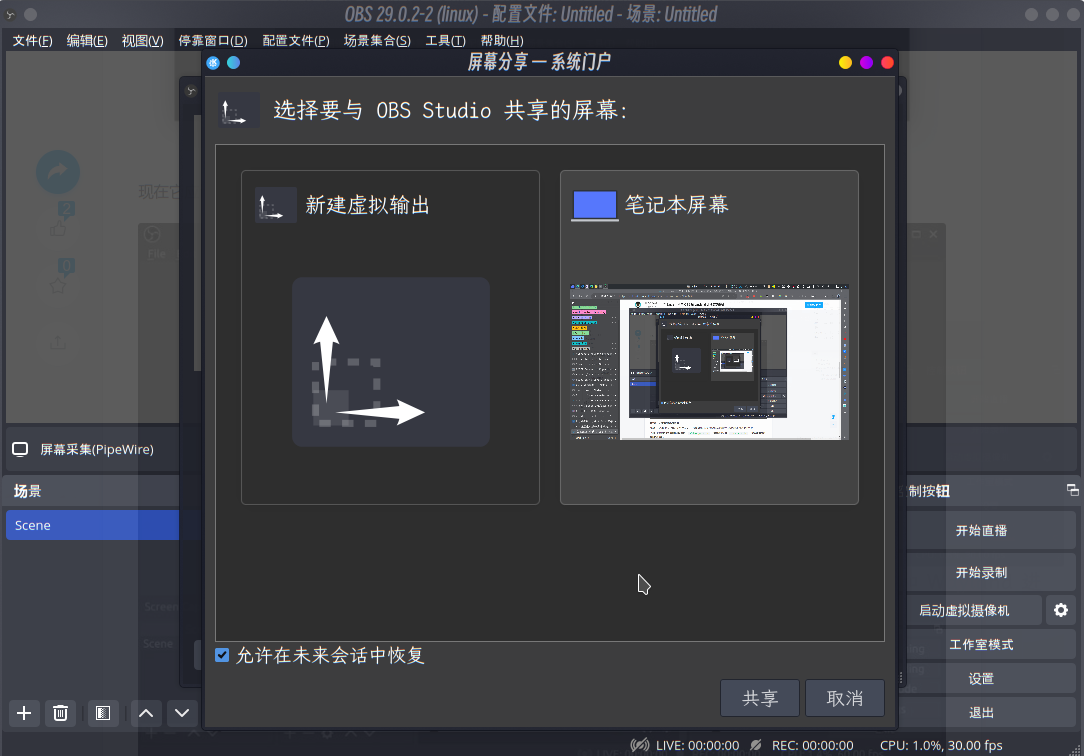 OBS 29.0.2-2 (linux) - 配置文件: Untitled - 场景: Untitled
文件(F) 编辑(E) 视图(V) 停靠窗口(D) 配置文件(P) 场景集合(S) 工具(T) 帮助(H)
屏幕分享 — 系统门户
选择要与 OBS Studio 共享的屏幕:
新建虚拟输出
笔记本屏幕
现在它
2
File
0
屏幕采集(PipeWire)
场景
制按钮
Scene
开始直播
开始录制
启动虚拟摄像机
工作室模式
Scene
允许在未来会话中恢复
设置
共享
取消
退出
LIVE: 00:00:00
REC: 00:00:00
CPU: 1.0%, 30.00 fps